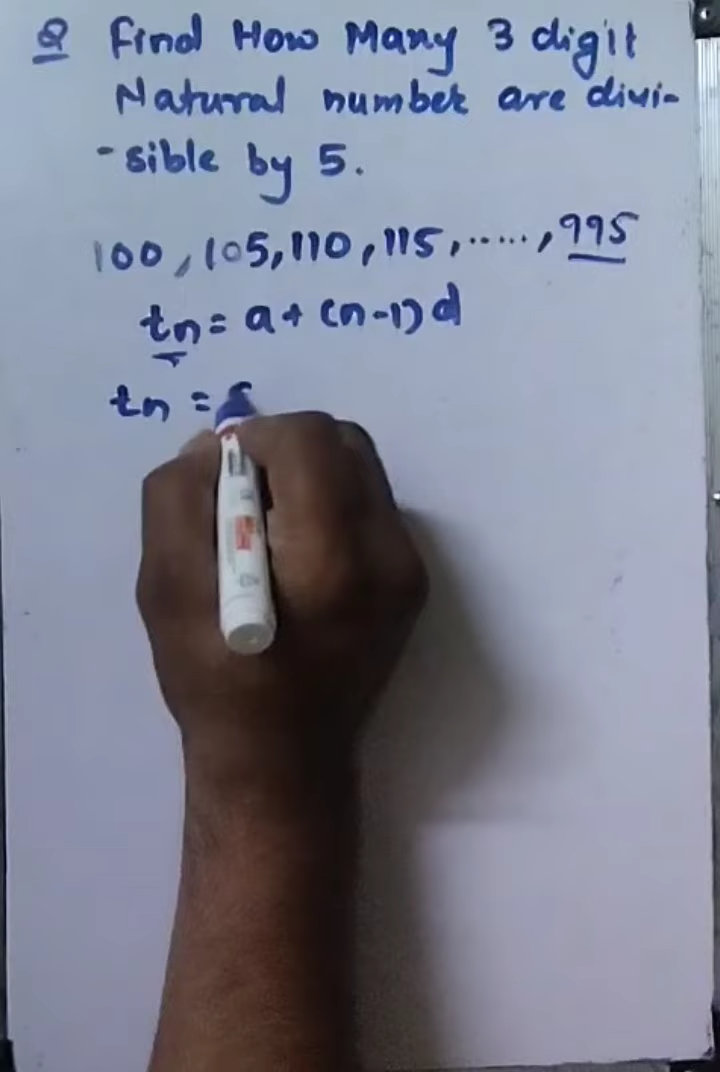 Q Find How Many 3 digit
Natural number are divi-
-sible by 5.
100, 105, 110, 115, ....., 995
tn = a + (n-1) d
tn =